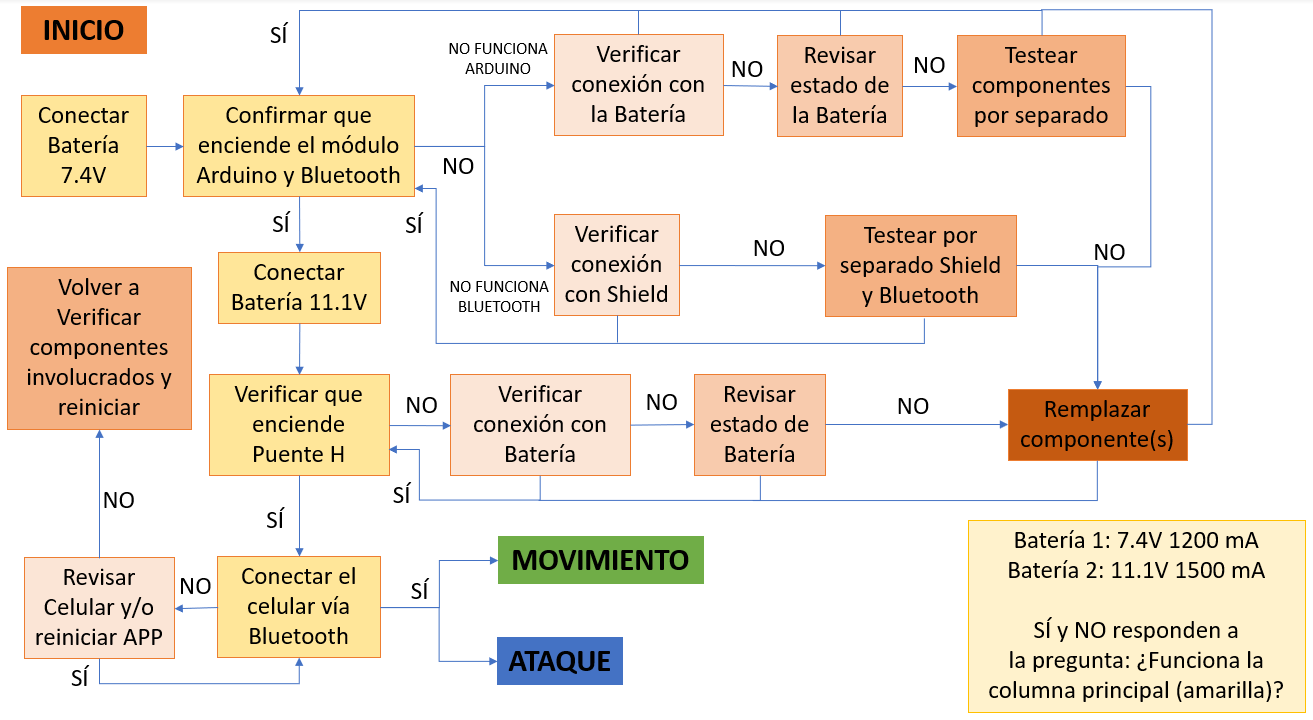 INICIO
SÍ
NO FUNCIONA
ARDUINO
Verificar
conexión con
la Batería
NO
Revisar
estado de
la Batería
NO
Testear
componentes
por separado
Conectar
Batería
7.4V
Confirmar que
enciende el módulo
Arduino y Bluetooth
NO
SÍ
SÍ
NO FUNCIONA
BLUETOOTH
Verificar
conexión
con Shield
NO
Testear por
separado Shield
y Bluetooth
NO
Conectar
Batería 11.1V
Volver a
Verificar
componentes
involucrados y
reiniciar
Verificar que
enciende
Puente H
NO
Verificar
conexión con
Batería
NO
Revisar
estado de
Batería
NO
Remplazar
componente(s)
SÍ
NO
SÍ
Revisar
Celular y/o
reiniciar APP
NO
Conectar el
celular vía
Bluetooth
SÍ
MOVIMIENTO
ATAQUE
SÍ
Batería 1: 7.4V 1200 mA
Batería 2: 11.1V 1500 mA
SÍ y NO responden a
la pregunta: ¿Funciona la
columna principal (amarilla)?